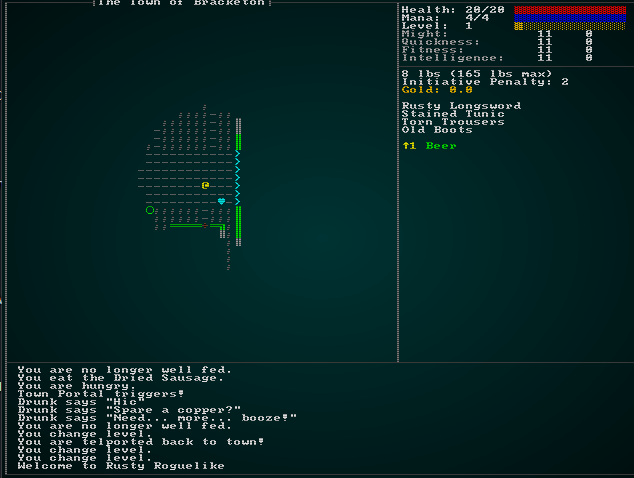 The Town of Bracketon
Health: 20/20
Mana: 4/4
Level: 1
Might: 11 0
Quickness: 11 0
Fitness: 11 0
Intelligence: 11 0
8 lbs (165 lbs max)
Initiative Penalty: 2
Gold: 0.0
Rusty Longsword
Stained Tunic
Torn Trousers
Old Boots
↑1 Beer
You are no longer well fed.
You eat the Dried Sausage.
You are hungry.
Town Portal triggers!
Drunk says "Hic"
Drunk says "Spare a copper?"
Drunk says "Need... more... booze!"
You are no longer well fed.
You change level.
You are telported back to town!
You change level.
You change level.
Welcome to Rusty Roguelike